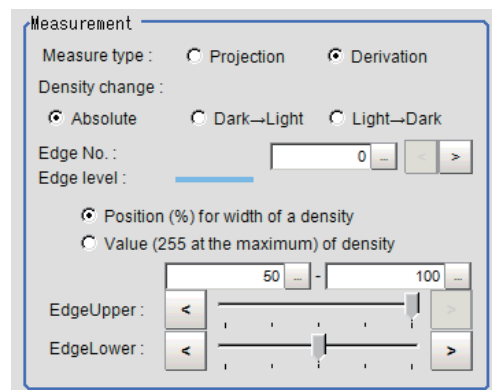 Measurement
Measure type : Projection Derivation
Density change :
Absolute Dark→Light Light→Dark
Edge No. : 0 ... < >
Edge level :
Position (%) for width of a density
Value (255 at the maximum) of density
50 ... - 100 ...
EdgeUpper : < >
EdgeLower : < >